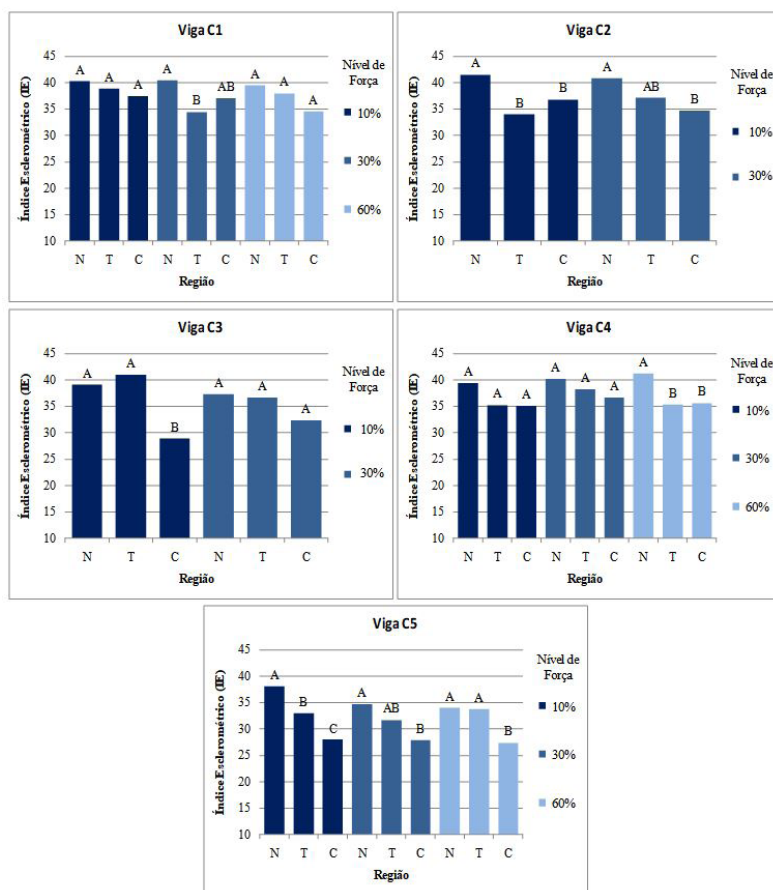 Viga C1
Índice Esclerométrico (IE)
45
40
35
30
25
20
15
10
A A A A B AB A A A
N T C N T C N T C
Região
Nível de
Força
10%
30%
60%
Viga C2
Índice Esclerométrico (IE)
45
40
35
30
25
20
15
10
A B B A AB B
N T C N T C
Região
Nível de
Força
10%
30%
Viga C3
Índice Esclerométrico (IE)
45
40
35
30
25
20
15
10
A A B A A A
N T C N T C
Região
Nível de
Força
10%
30%
Viga C4
Índice Esclerométrico (IE)
45
40
35
30
25
20
15
10
A A A A A A A B B
N T C N T C N T C
Região
Nível de
Força
10%
30%
60%
Viga C5
Índice Esclerométrico (IE)
45
40
35
30
25
20
15
10
A B C A AB B A A B
N T C N T C N T C
Região
Nível de
Força
10%
30%
60%